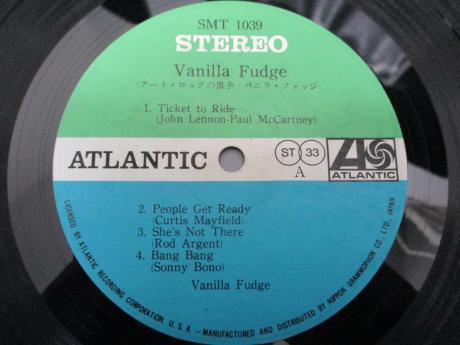 SMT 1039
STEREO
Vanilla Fudge
(アート・ロックの旗手／バニラ・ファッジ)
1. Ticket to Ride
(John Lennon-Paul McCartney)
ATLANTIC
ST 33
A
ATLANTIC
2. People Get Ready
(Curtis Mayfield)
3. She's Not There
(Rod Argent)
4. Bang Bang
(Sonny Bono)
Vanilla Fudge
LICENSED BY ATLANTIC RECORDING CORPORATION U.S.A.—MANUFACTURED AND DISTRIBUTED BY NIPPON GRAMMOPHON CO., LTD., JAPAN